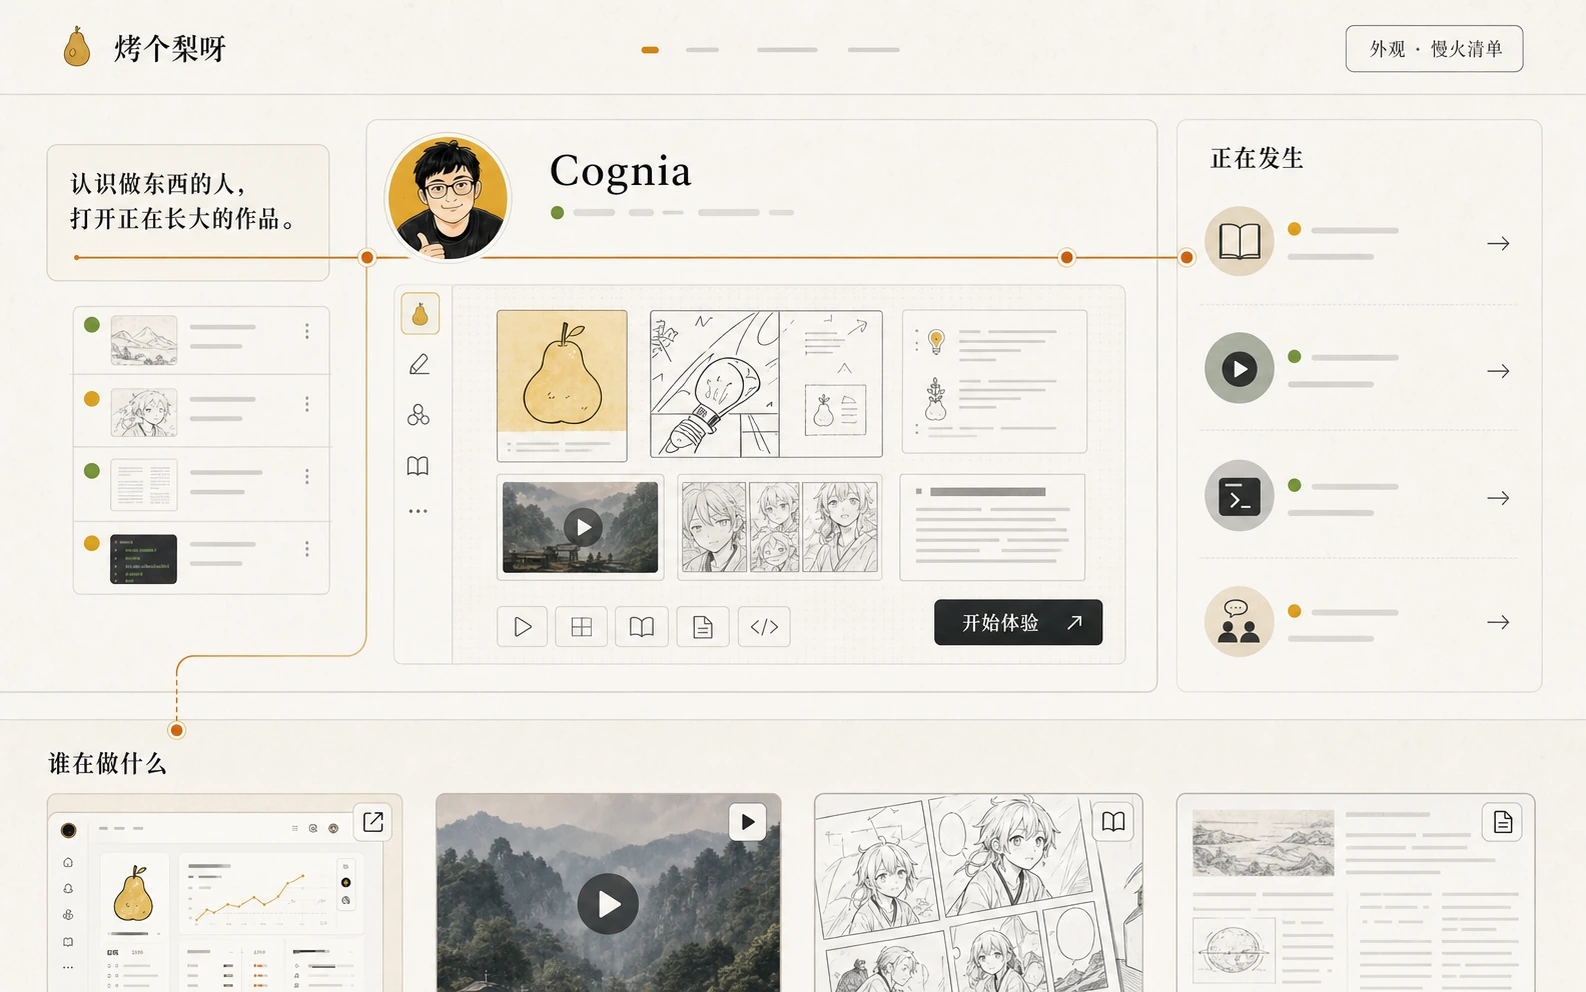 烤个梨呀
外观 · 慢火清单
认识做东西的人，
打开正在长大的作品。
Cognia
正在发生
开始体验
谁在做什么